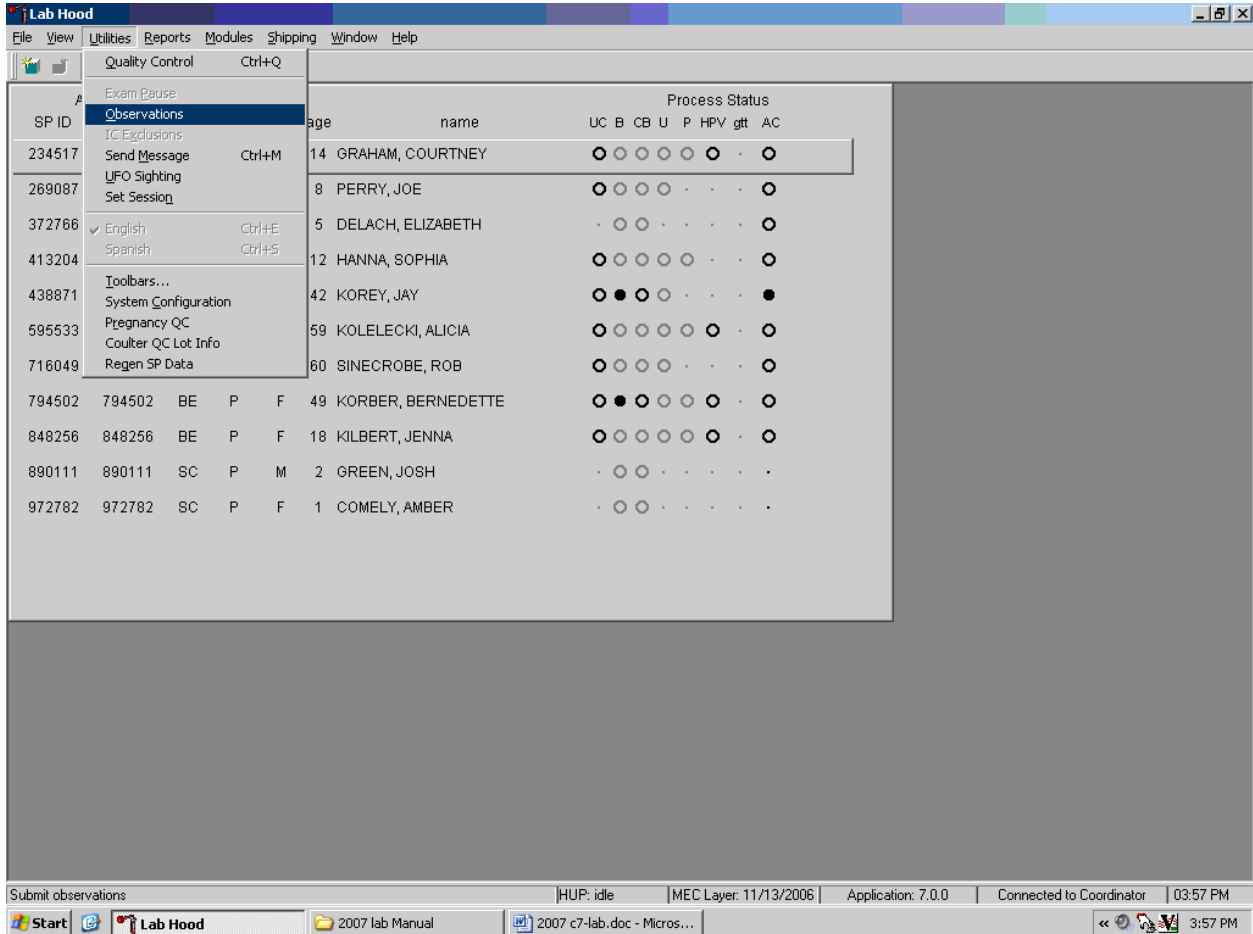 Lab Hood
File View Utilities Reports Modules Shipping Window Help
Quality Control Ctrl+Q
Exam Pause
Observations
IC Exclusions
Send Message Ctrl+M
UFO Sighting
Set Session
✓ English Ctrl+E
Spanish Ctrl+S
Toolbars...
System Configuration
Pregnancy QC
Coulter QC Lot Info
Regen SP Data
Process Status
SP ID age name UC B CB U P HPV gtt AC
234517 14 GRAHAM, COURTNEY
269087 8 PERRY, JOE
372766 5 DELACH, ELIZABETH
413204 12 HANNA, SOPHIA
438871 42 KOREY, JAY
595533 59 KOLELECKI, ALICIA
716049 60 SINECROBE, ROB
794502 794502 BE P F 49 KORBER, BERNEDETTE
848256 848256 BE P F 18 KILBERT, JENNA
890111 890111 SC P M 2 GREEN, JOSH
972782 972782 SC P F 1 COMELY, AMBER
Submit observations HUP: idle MEC Layer: 11/13/2006 Application: 7.0.0 Connected to Coordinator 03:57 PM
Start Lab Hood 2007 lab Manual 2007 c7-lab.doc - Micros... « 3:57 PM